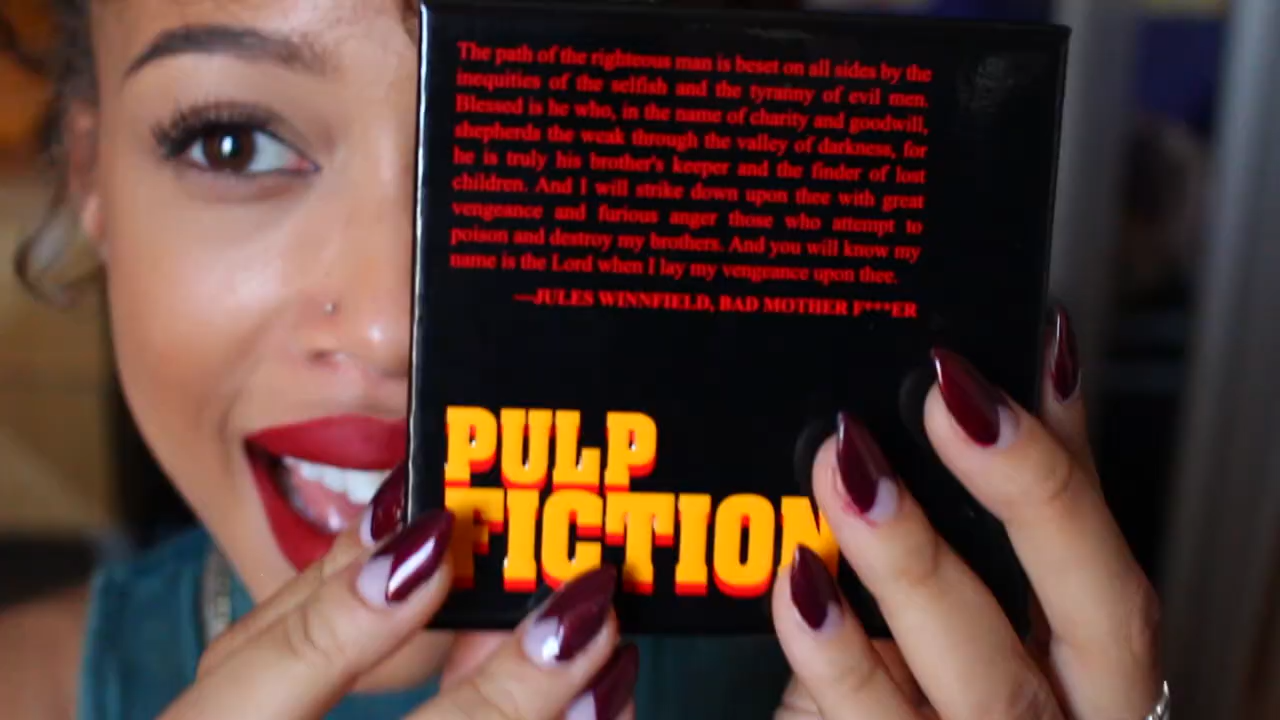 The path of the righteous man is beset on all sides by the
inequities of the selfish and the tyranny of evil men.
Blessed is he who, in the name of charity and goodwill,
shepherds the weak through the valley of darkness, for
he is truly his brother's keeper and the finder of lost
children. And I will strike down upon thee with great
vengeance and furious anger those who attempt to
poison and destroy my brothers. And you will know my
name is the Lord when I lay my vengeance upon thee.
—JULES WINNFIELD, BAD MOTHER F****ER
PULP
FICTION